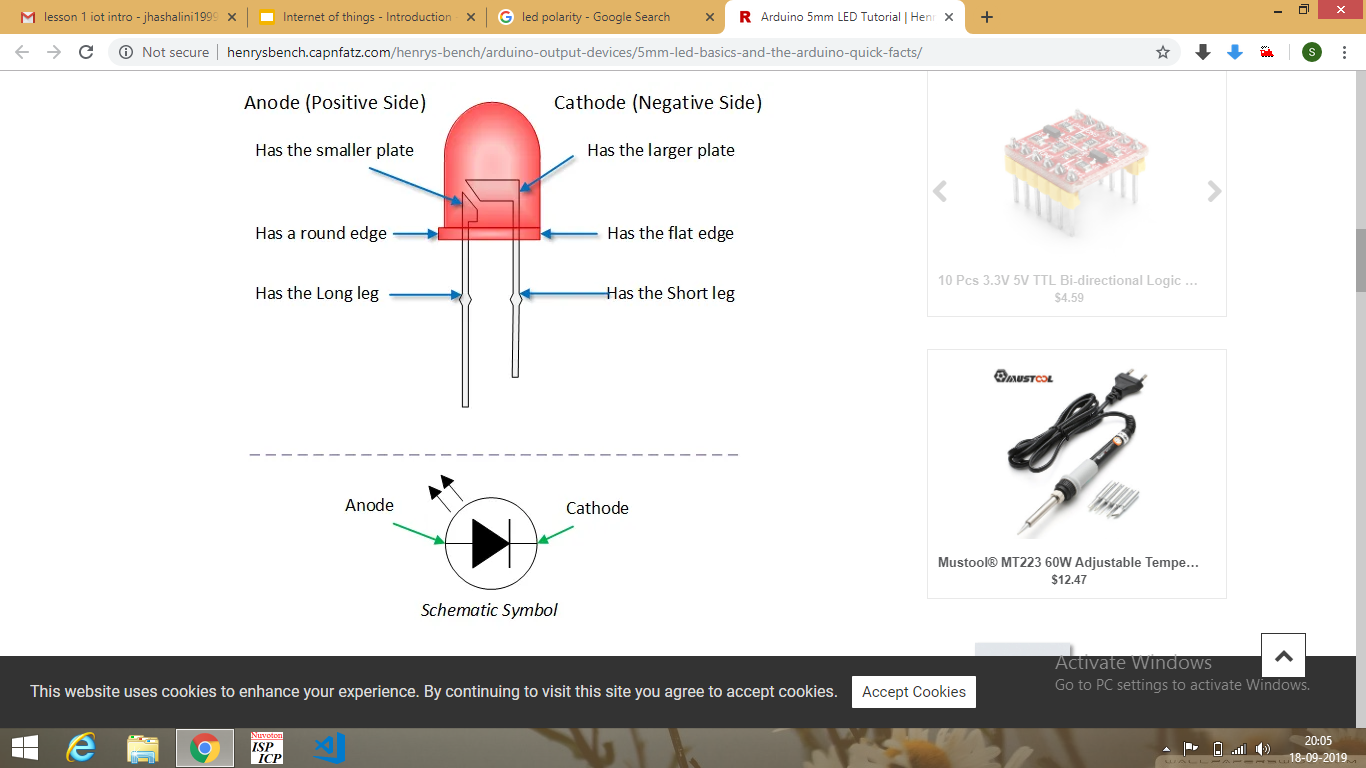 lesson 1 iot intro - jhashalini1999
Internet of things - Introduction
led polarity - Google Search
Arduino 5mm LED Tutorial | Henr
Not secure
henrysbench.capnfatz.com/henrys-bench/arduino-output-devices/5mm-led-basics-and-the-arduino-quick-facts/
S
Anode (Positive Side)
Cathode (Negative Side)
Has the smaller plate
Has the larger plate
Has a round edge
Has the flat edge
Has the Long leg
Has the Short leg
Anode
Cathode
Schematic Symbol
10 Pcs 3.3V 5V TTL Bi-directional Logic ...
$4.59
MUSTOOL
Mustool® MT223 60W Adjustable Tempe...
$12.47
Activate Windows
Go to PC settings to activate Windows.
This website uses cookies to enhance your experience. By continuing to visit this site you agree to accept cookies.
Accept Cookies
Nuvoton
ISP
ICP
20:05
18-09-2019